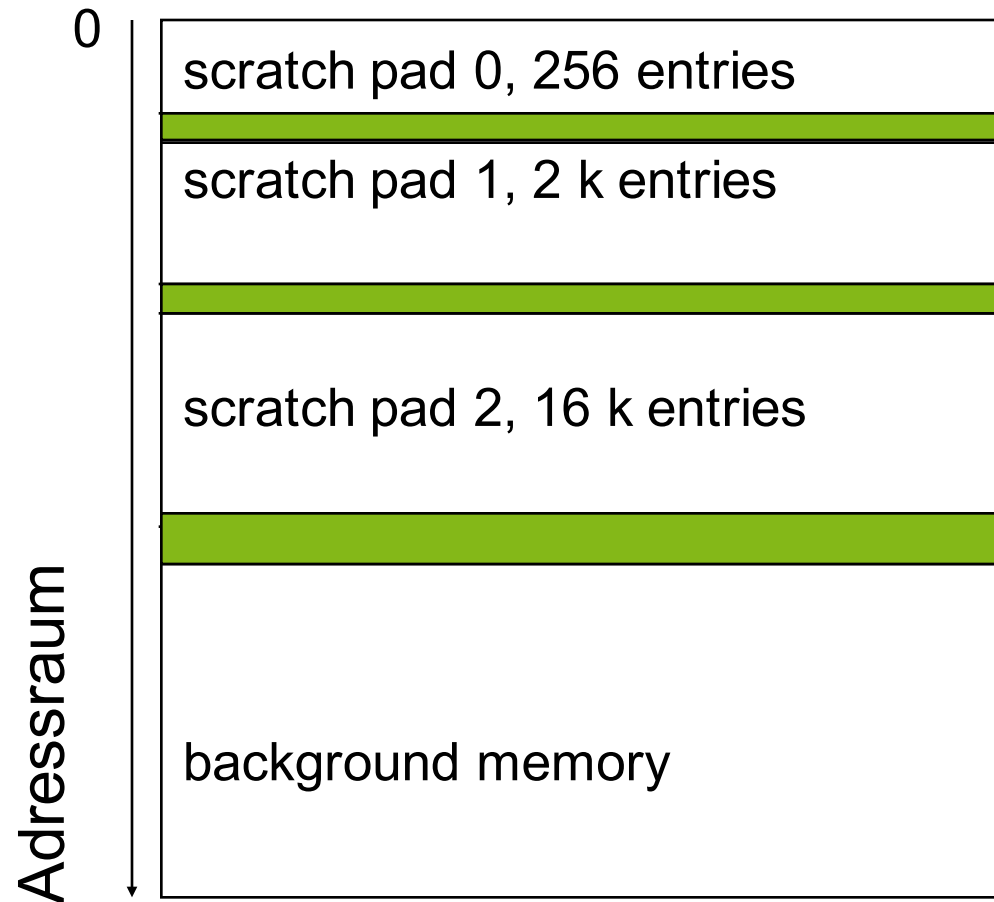 0
scratch pad 0, 256 entries
scratch pad 1, 2 k entries
scratch pad 2, 16 k entries
Adressraum
background memory